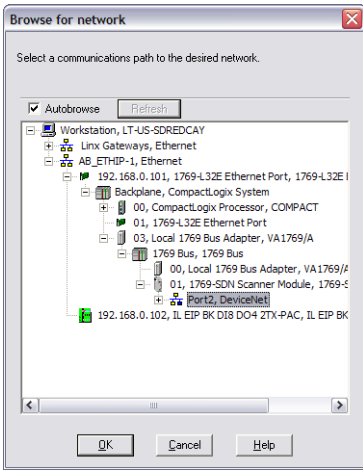 Browse for network
Select a communications path to the desired network.
Autobrowse
Refresh
Workstation, LT-US-SDREDCAY
Linx Gateways, Ethernet
AB_ETHIP-1, Ethernet
192.168.0.101, 1769-L32E Ethernet Port, 1769-L32E
Backplane, CompactLogix System
00, CompactLogix Processor, COMPACT
01, 1769-L32E Ethernet Port
03, Local 1769 Bus Adapter, VA1769/A
1769 Bus, 1769 Bus
00, Local 1769 Bus Adapter, VA1769/A
01, 1769-SDN Scanner Module, 1769-S
Port2, DeviceNet
192.168.0.102, IL EIP BK DI8 DO4 2TX-PAC, IL EIP BK
OK
Cancel
Help